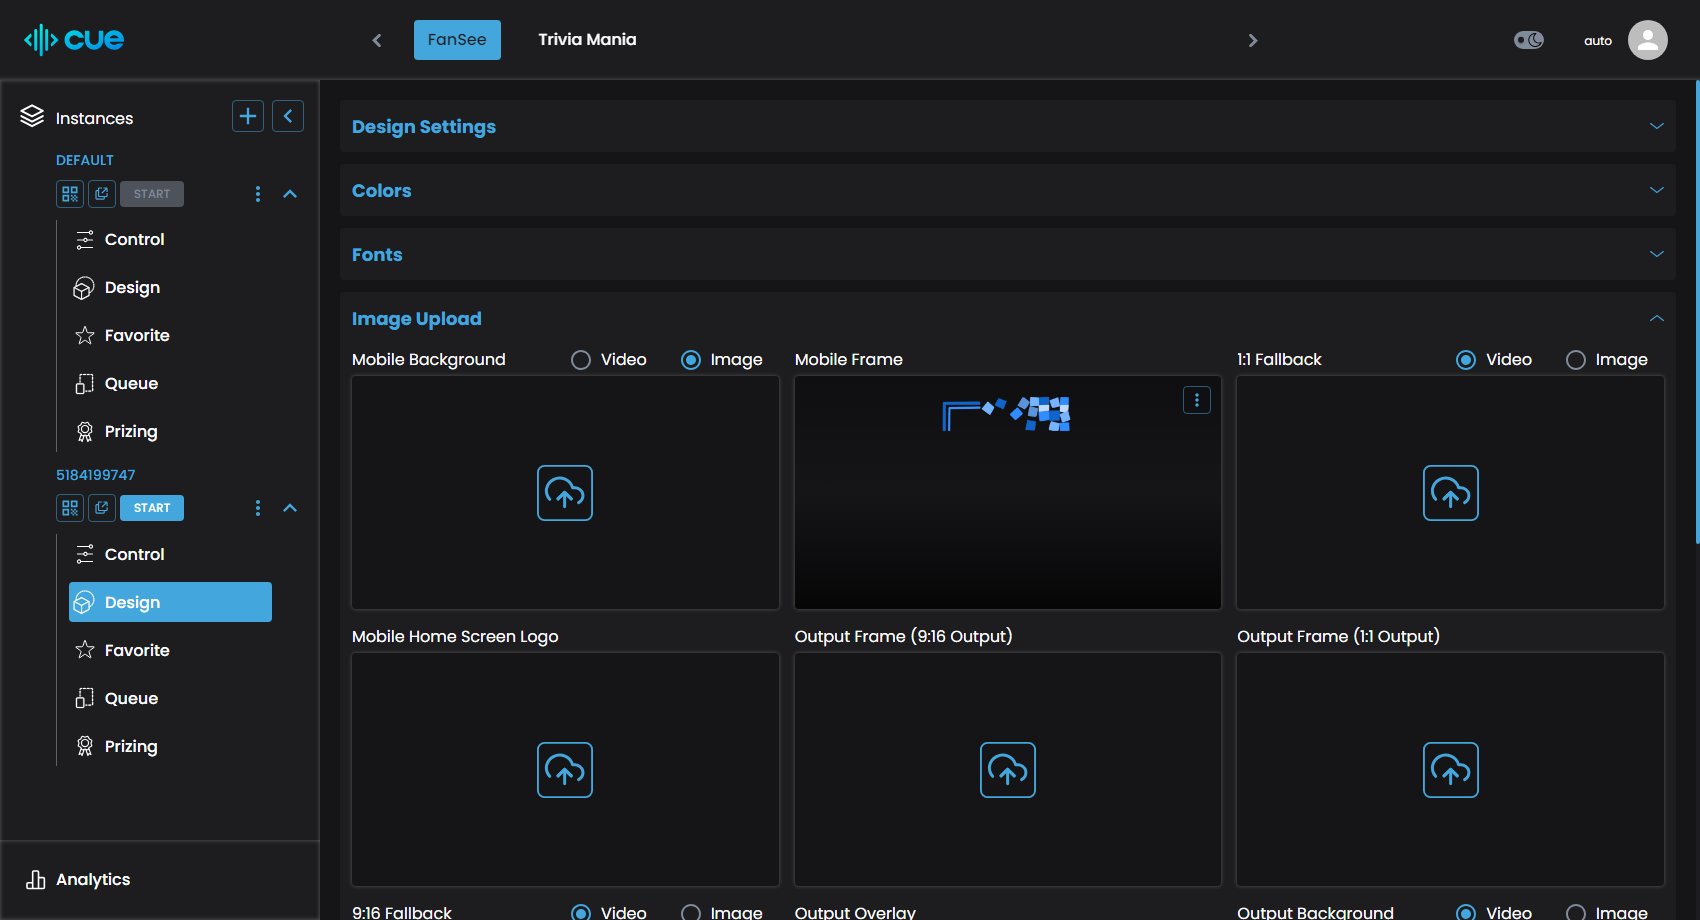 cue
FanSee
Trivia Mania
auto
Instances
DEFAULT
START
Control
Design
Favorite
Queue
Prizing
5184199747
START
Control
Design
Favorite
Queue
Prizing
Analytics
Design Settings
Colors
Fonts
Image Upload
Mobile Background Video Image
Mobile Frame
1:1 Fallback Video Image
Mobile Home Screen Logo
Output Frame (9:16 Output)
Output Frame (1:1 Output)
9:16 Fallback Video Image
Output Overlay
Output Background Video Image